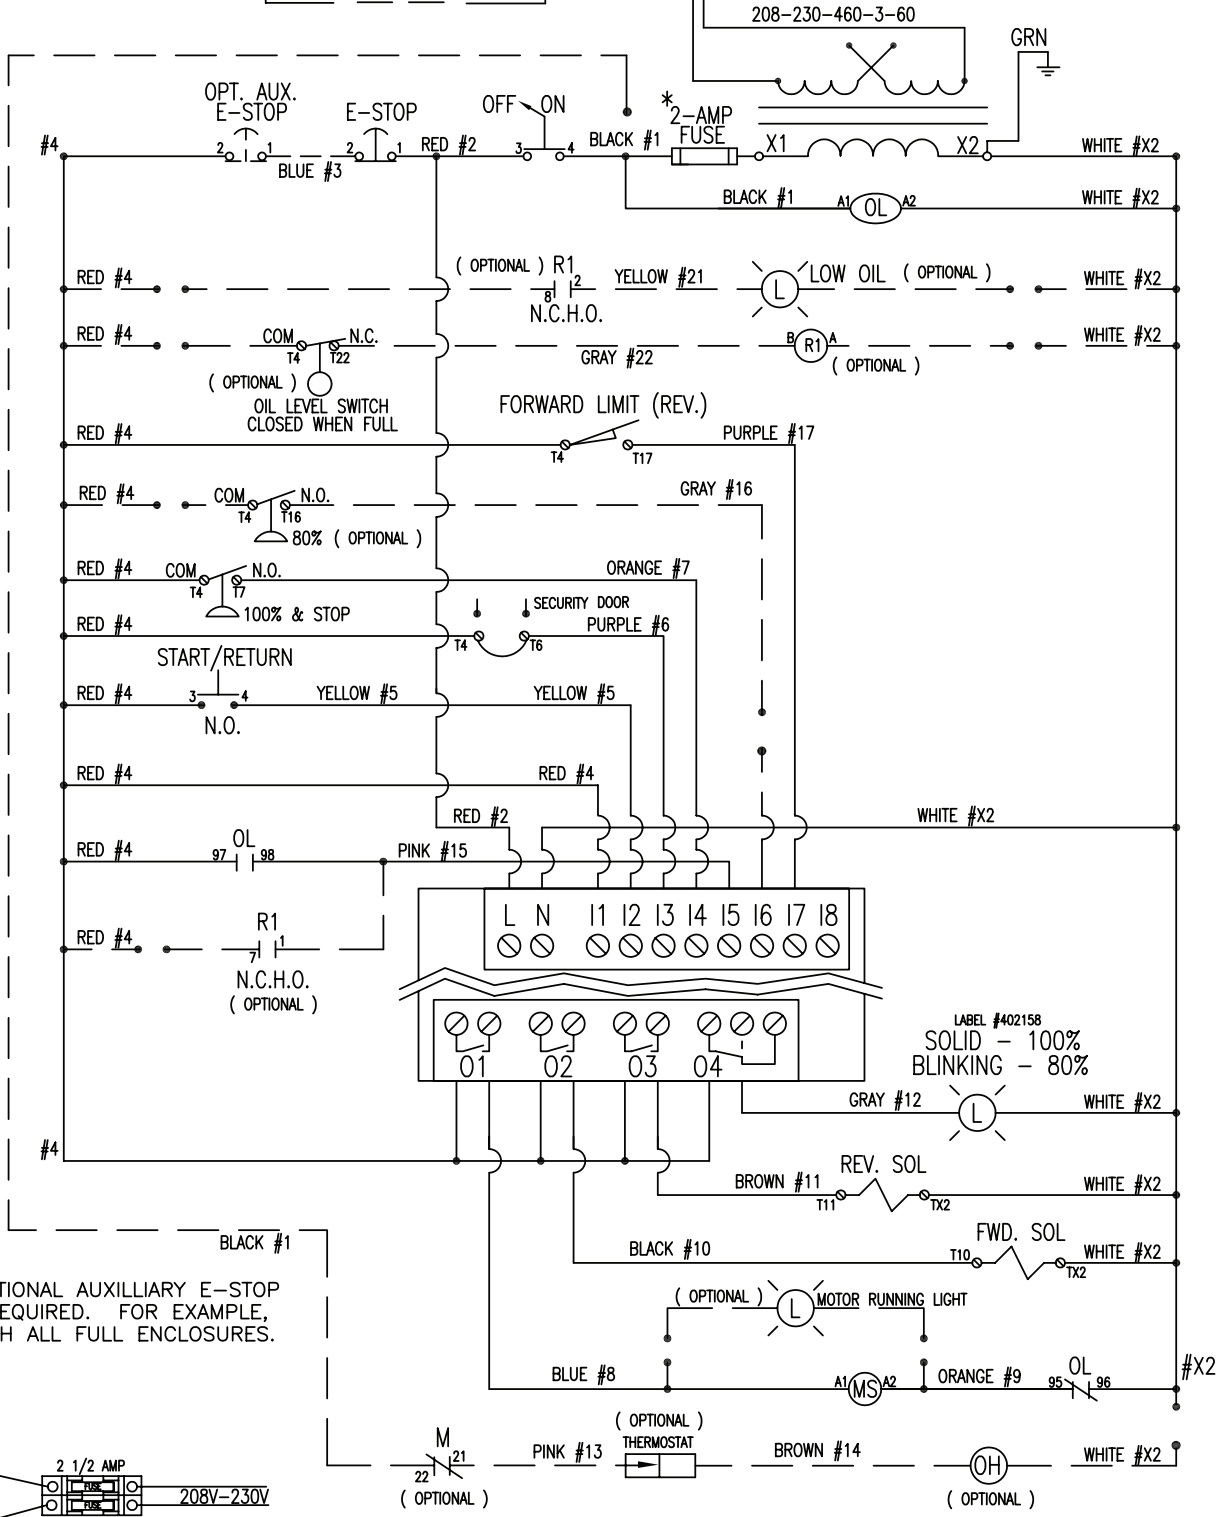 208-230-460-3-60
GRN
OPT. AUX.
E-STOP
E-STOP
OFF
ON
*
2-AMP
FUSE
#4
2
1
BLUE #3
2
1
RED #2
3
4
BLACK #1
X1
X2
WHITE #X2
BLACK #1
A1
OL
A2
WHITE #X2
RED #4
( OPTIONAL )
R1
8
2
N.C.H.O.
YELLOW #21
L
LOW OIL
( OPTIONAL )
WHITE #X2
RED #4
COM
N.C.
T4
T22
( OPTIONAL )
OIL LEVEL SWITCH
CLOSED WHEN FULL
GRAY #22
B
R1
A
( OPTIONAL )
WHITE #X2
FORWARD LIMIT (REV.)
RED #4
T4
T17
PURPLE #17
RED #4
COM
N.O.
T4
T16
80% ( OPTIONAL )
GRAY #16
RED #4
COM
N.O.
T4
T7
100% & STOP
ORANGE #7
RED #4
SECURITY DOOR
T4
T6
PURPLE #6
START/RETURN
RED #4
3
4
N.O.
YELLOW #5
YELLOW #5
RED #4
RED #4
RED #2
WHITE #X2
RED #4
OL
97
98
PINK #15
RED #4
R1
7
1
N.C.H.O.
( OPTIONAL )
L
N
I1
I2
I3
I4
I5
I6
I7
I8
O1
O2
O3
O4
LABEL #402158
SOLID - 100%
BLINKING - 80%
GRAY #12
L
WHITE #X2
#4
BROWN #11
REV. SOL
T11
TX2
WHITE #X2
BLACK #1
BLACK #10
FWD. SOL
T10
TX2
WHITE #X2
TIONAL AUXILLIARY E-STOP
EQUIRED. FOR EXAMPLE,
H ALL FULL ENCLOSURES.
( OPTIONAL )
L
MOTOR RUNNING LIGHT
BLUE #8
A1
MS
A2
ORANGE #9
OL
95
96
#X2
M
22
21
( OPTIONAL )
PINK #13
( OPTIONAL )
THERMOSTAT
BROWN #14
OH
( OPTIONAL )
WHITE #X2
2 1/2 AMP
FUSE
FUSE
208V-230V